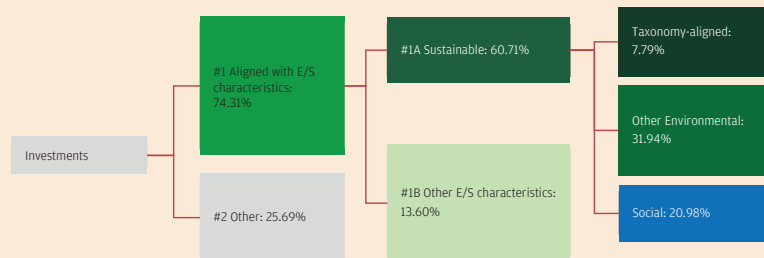 Investments
#1 Aligned with E/S
characteristics:
74.31%
#2 Other: 25.69%
#1A Sustainable: 60.71%
#1B Other E/S characteristics:
13.60%
Taxonomy-aligned:
7.79%
Other Environmental:
31.94%
Social: 20.98%